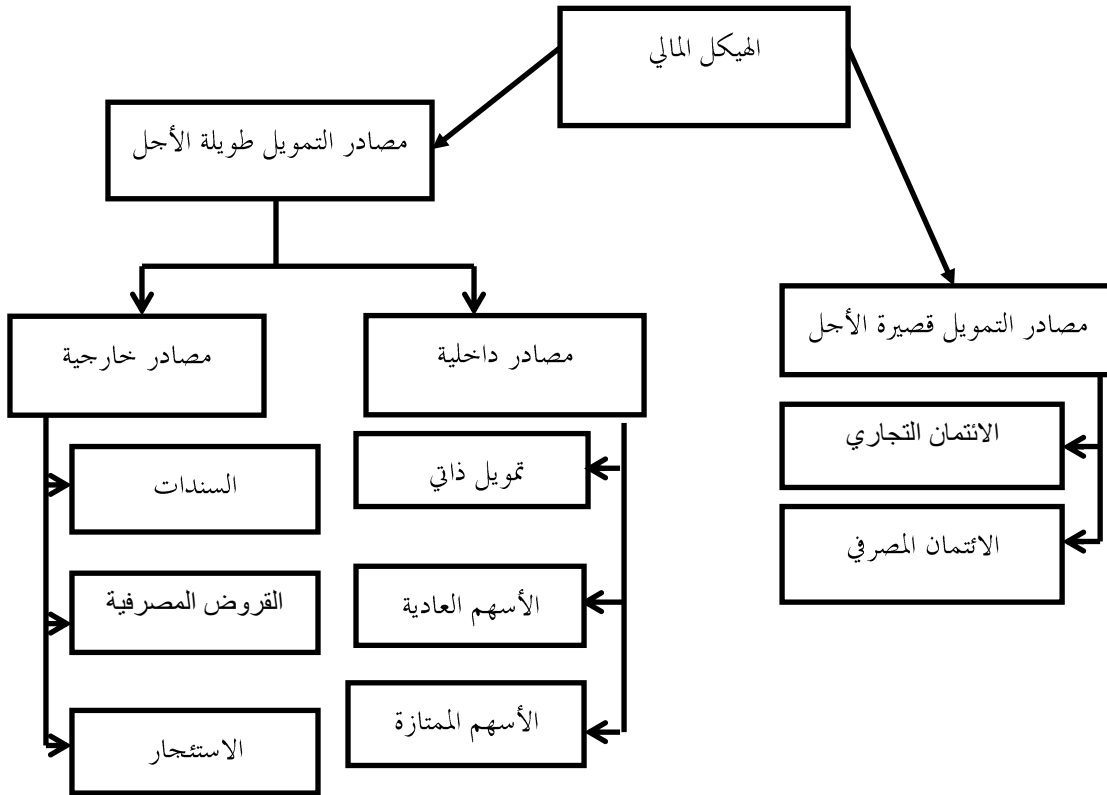 الهيكل المالي
مصادر التمويل طويلة الأجل
مصادر التمويل قصيرة الأجل
مصادر داخلية
مصادر خارجية
الائتمان التجاري
تمويل ذاتي
السندات
الائتمان المصرفي
الأسهم العادية
القروض المصرفية
الأسهم الممتازة
الاستئجار